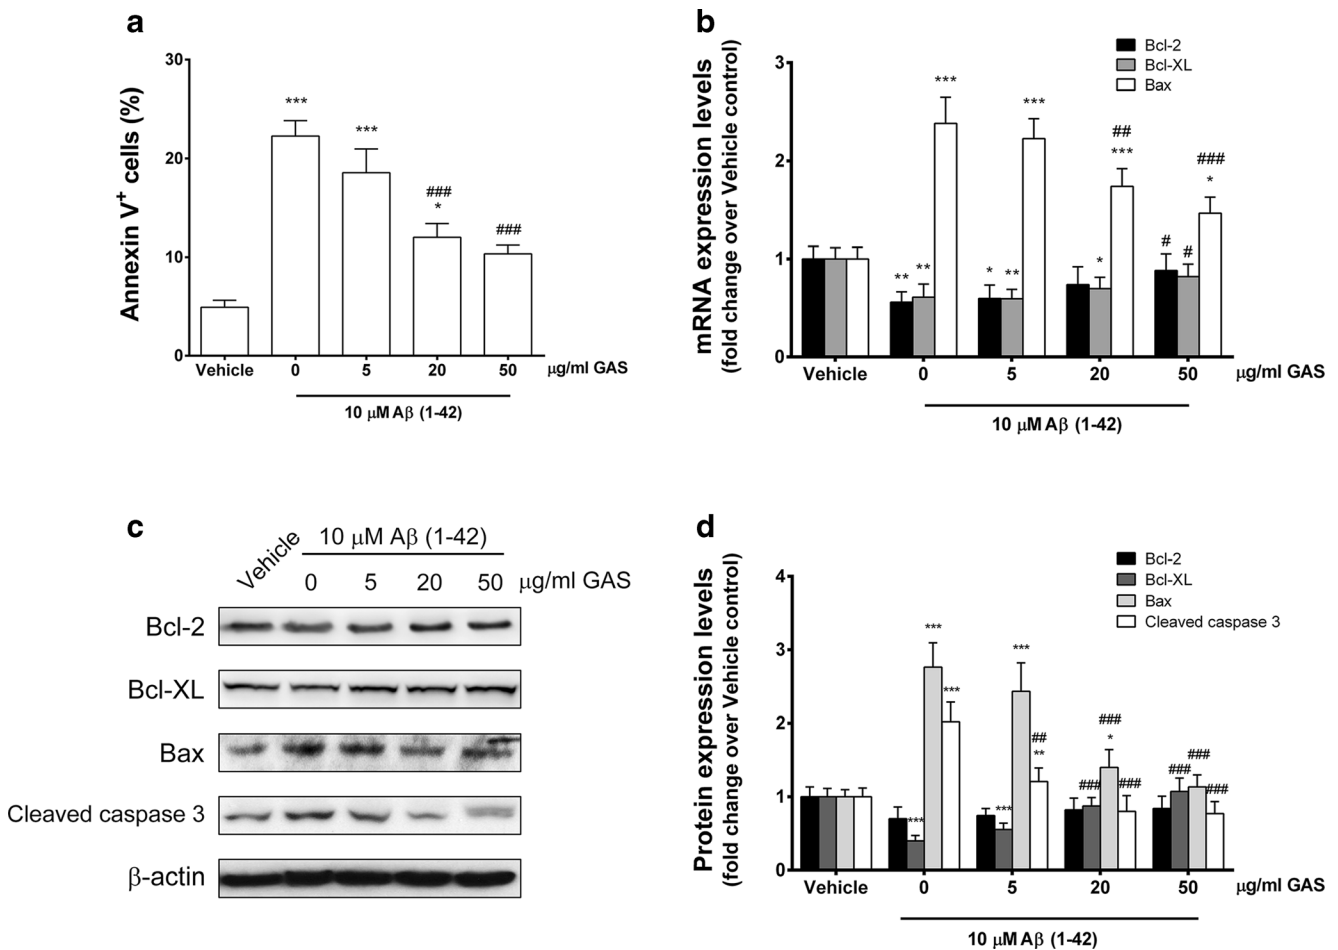 a
Annexin V+ cells (%)
30
20
10
0
***
***
###
*
###
Vehicle 0 5 20 50 μg/ml GAS
10 μM Aβ (1-42)
b
mRNA expression levels
(fold change over Vehicle control)
Bcl-2
Bcl-XL
Bax
3
2
1
0
** ** ***
* ** ***
* ## ***
# # ### *
Vehicle 0 5 20 50 μg/ml GAS
10 μM Aβ (1-42)
c
Vehicle
10 μM Aβ (1-42)
0 5 20 50 μg/ml GAS
Bcl-2
Bcl-XL
Bax
Cleaved caspase 3
β-actin
d
Protein expression levels
(fold change over Vehicle control)
Bcl-2
Bcl-XL
Bax
Cleaved caspase 3
4
3
2
1
0
*** *** ***
*** *** ## **
### ### * ###
### ### ###
Vehicle 0 5 20 50 μg/ml GAS
10 μM Aβ (1-42)